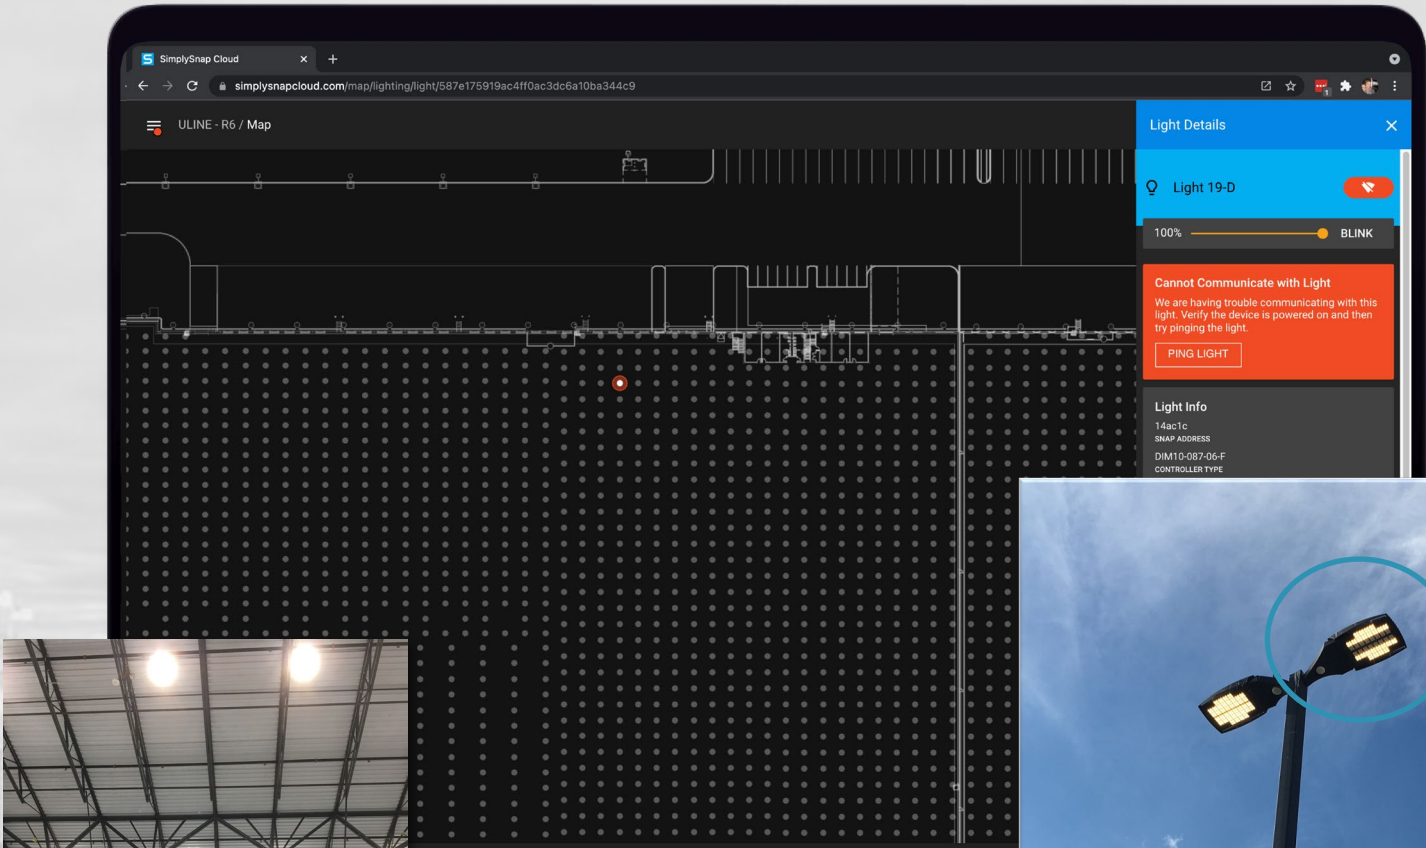 SimplySnap Cloud
simplysnapcloud.com/map/lighting/light/587e175919ac4ff0ac3dc6a10ba344c9
1
ULINE - R6 / Map
Light Details
Light 19-D
100%
BLINK
Cannot Communicate with Light
We are having trouble communicating with this
light. Verify the device is powered on and then
try pinging the light.
PING LIGHT
Light Info
14ac1c
SNAP ADDRESS
DIM10-087-06-F
CONTROLLER TYPE